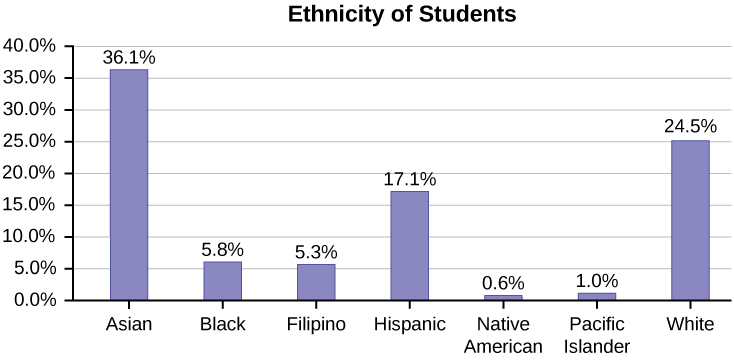 Ethnicity of Students
40.0%
35.0%
30.0%
25.0%
20.0%
15.0%
10.0%
5.0%
0.0%
36.1%
5.8%
5.3%
17.1%
0.6%
1.0%
24.5%
Asian
Black
Filipino
Hispanic
Native
American
Pacific
Islander
White